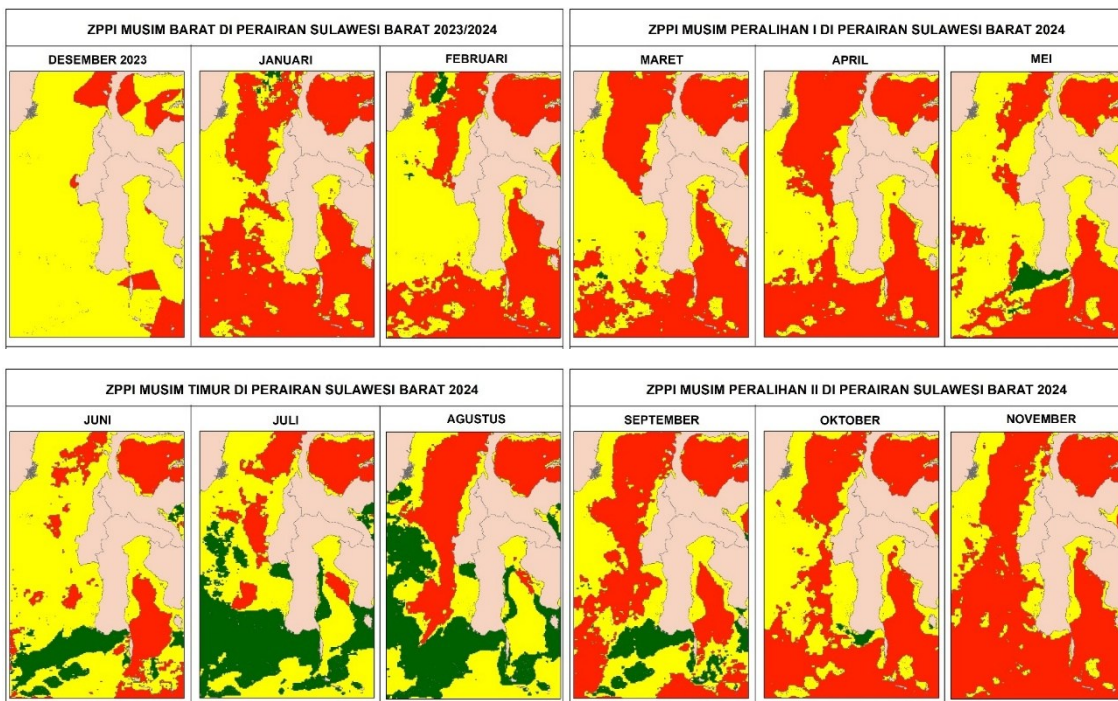 ZPPI MUSIM BARAT DI PERAIRAN SULAWESI BARAT 2023/2024
DESEMBER 2023
JANUARI
FEBRUARI
ZPPI MUSIM PERALIHAN I DI PERAIRAN SULAWESI BARAT 2024
MARET
APRIL
MEI
ZPPI MUSIM TIMUR DI PERAIRAN SULAWESI BARAT 2024
JUNI
JULI
AGUSTUS
ZPPI MUSIM PERALIHAN II DI PERAIRAN SULAWESI BARAT 2024
SEPTEMBER
OKTOBER
NOVEMBER